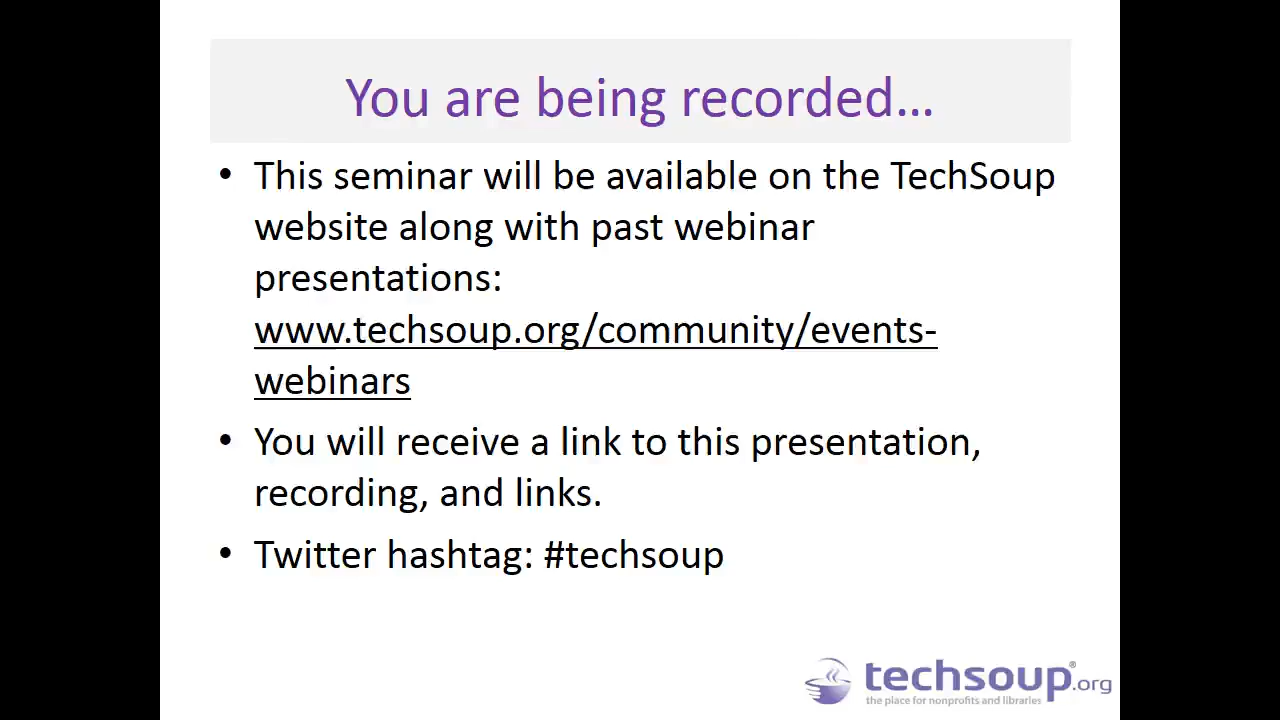 You are being recorded...
• This seminar will be available on the TechSoup
website along with past webinar
presentations:
www.techsoup.org/community/events-
webinars
• You will receive a link to this presentation,
recording, and links.
• Twitter hashtag: #techsoup
techsoup®.org
the place for nonprofits and libraries